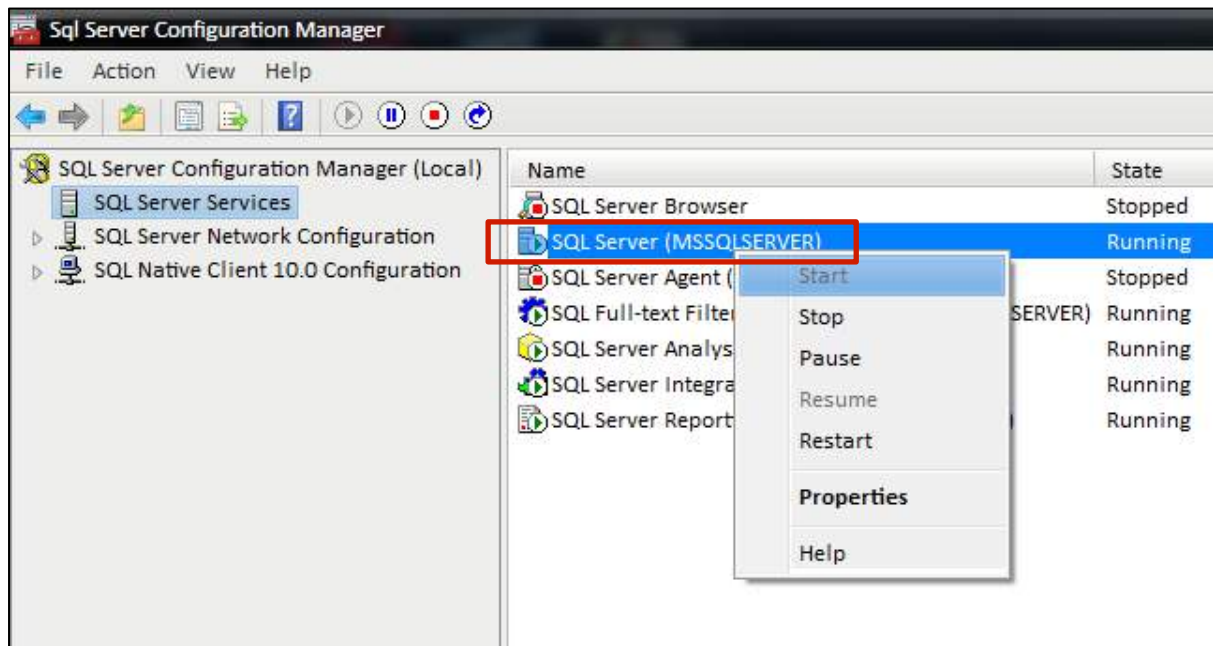 Sql Server Configuration Manager
File Action View Help
SQL Server Configuration Manager (Local)
SQL Server Services
SQL Server Network Configuration
SQL Native Client 10.0 Configuration
Name State
SQL Server Browser Stopped
SQL Server (MSSQLSERVER) Running
SQL Server Agent ( Stopped
SQL Full-text Filte SERVER) Running
SQL Server Analys Running
SQL Server Integra Running
SQL Server Report ) Running
Start
Stop
Pause
Resume
Restart
Properties
Help